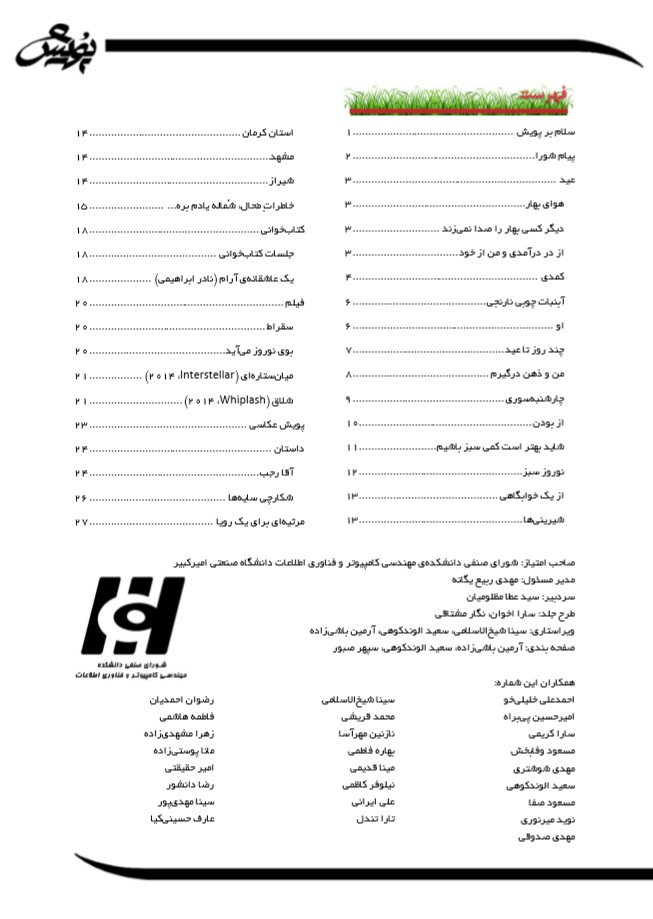 پویش
فهرست
سلام بر پویش ........ ۱
پیام شورا ........ ۲
عید ........ ۳
هوای بهار ........ ۳
دیگر کسی بهار را صدا نمی‌زند ........ ۳
از در درآمدی و من از خود ........ ۳
کمدی ........ ۴
آبنبات چوبی نارنجی ........ ۶
او ........ ۶
چند روز تا عید ........ ۷
من و ذهن درگیرم ........ ۸
چارشنبه‌سوری ........ ۹
از بودن ........ ۱۰
شاید بهتر است کمی سبز باشیم ........ ۱۱
نوروز سبز ........ ۱۲
از یک خوابگاهی ........ ۱۳
شیرینی‌ها ........ ۱۳
استان کرمان ........ ۱۴
مشهد ........ ۱۴
شیراز ........ ۱۴
خاطراتِ محال، شُماله یادم بره... ........ ۱۵
کتاب‌خوانی ........ ۱۸
جلسات کتاب‌خوانی ........ ۱۸
یک عاشقانه‌ی آرام (نادر ابراهیمی) ........ ۱۸
فیلم ........ ۲۰
سقراط ........ ۲۰
بوی نوروز می‌آید ........ ۲۰
میان‌ستاره‌ای (Interstellar، ۲۰۱۴) ........ ۲۱
شلاق (Whiplash، ۲۰۱۴) ........ ۲۱
پویش عکاسی ........ ۲۳
داستان ........ ۲۴
آقا رجب ........ ۲۴
شکارچی سایه‌ها ........ ۲۶
مرثیه‌ای برای یک رویا ........ ۲۷
صاحب امتیاز: شورای صنفی دانشکده‌ی مهندسی کامپیوتر و فناوری اطلاعات دانشگاه صنعتی امیرکبیر
مدیر مسئول: مهدی ربیع یگانه
سردبیر: سید عطا مظلومیان
طرح جلد: سارا اخوان، نگار مشتاقی
ویراستاری: سینا شیخ‌الاسلامی، سعید الوندکوهی، آرمین باشی‌زاده
صفحه بندی: آرمین باشی‌زاده، سعید الوندکوهی، سپهر صبور
شورای صنفی دانشکده
مهندسی کامپیوتر و فناوری اطلاعات
همکاران این شماره:
احمدعلی خلیلی‌خو
امیرحسین پی‌براه
سارا کریمی
مسعود وفابخش
مهدی شوشتری
سعید الوندکوهی
مسعود صفا
نوید میرنوری
مهدی صدوقی
سینا شیخ‌الاسلامی
محمد قریشی
نازنین مهرآسا
بهاره فاطمی
مینا قدیمی
نیلوفر کاظمی
علی ایرانی
تارا تندل
رضوان احمدیان
فاطمه هاشمی
زهرا مشهدی‌زاده
مانا پوستی‌زاده
امیر حقیقتی
رضا دانشور
سینا مهدی‌پور
عارف حسینی‌کیا